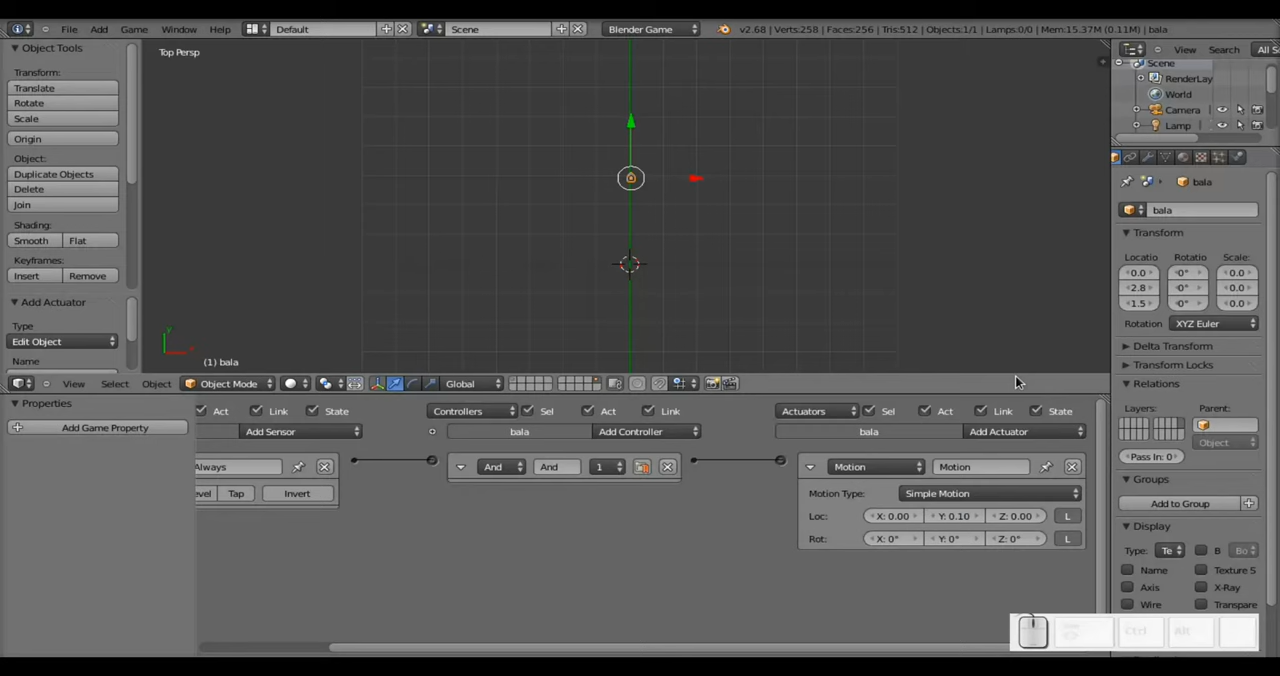 File Add Game Window Help Default Scene Blender Game v2.68 | Verts:258 | Faces:256 | Tris:512 | Objects:1/1 | Lamps:0/0 | Mem:15.37M (0.11M) | bala
Object Tools
Transform:
Translate
Rotate
Scale
Origin
Object:
Duplicate Objects
Delete
Join
Shading:
Smooth Flat
Keyframes:
Insert Remove
Add Actuator
Type
Edit Object
Name
Top Persp
(1) bala
View Search All S
Scene
RenderLay
World
Camera
Lamp
bala
bala
Transform
Locatio Rotatio Scale:
0.0 0° 0.0
2.8 0° 0.0
1.5 0° 0.0
Rotation XYZ Euler
Delta Transform
Transform Locks
Relations
Layers: Parent:
Object
Pass In: 0
Groups
Add to Group
Display
Type: Te B Bo
Name Texture S
Axis X-Ray
Wire Transpare
View Select Object Object Mode Global
Properties
Add Game Property
Act Link State Controllers Sel Act Link Actuators Sel Act Link State
Add Sensor bala Add Controller bala Add Actuator
Always And And 1 Motion Motion
evel Tap Invert Motion Type: Simple Motion
Loc: X: 0.00 Y: 0.10 Z: 0.00 L
Rot: X: 0° Y: 0° Z: 0° L
Ctrl Alt